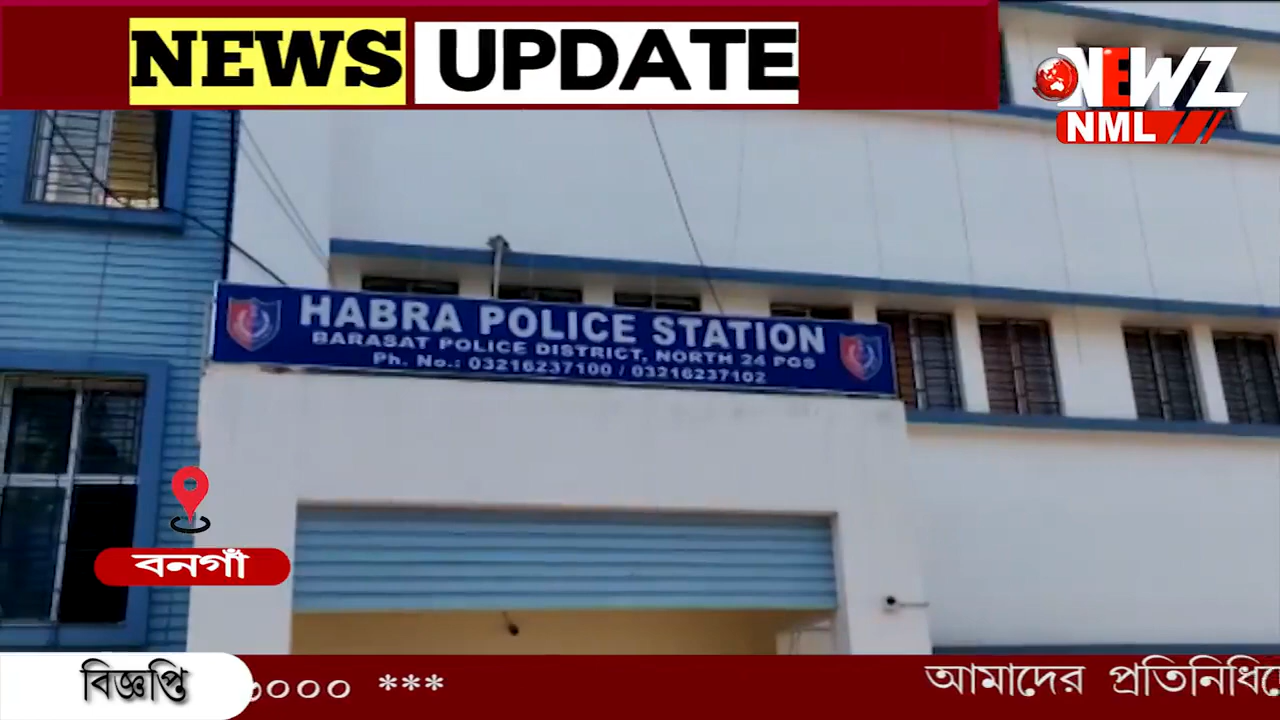 NEWS UPDATE
NEWZ
NML
HABRA POLICE STATION
BARASAT POLICE DISTRICT, NORTH 24 PGS
Ph. No.: 03216237100 / 03216237102
বনগাঁ
বিজ্ঞপ্তি
০০০ ***
আমাদের